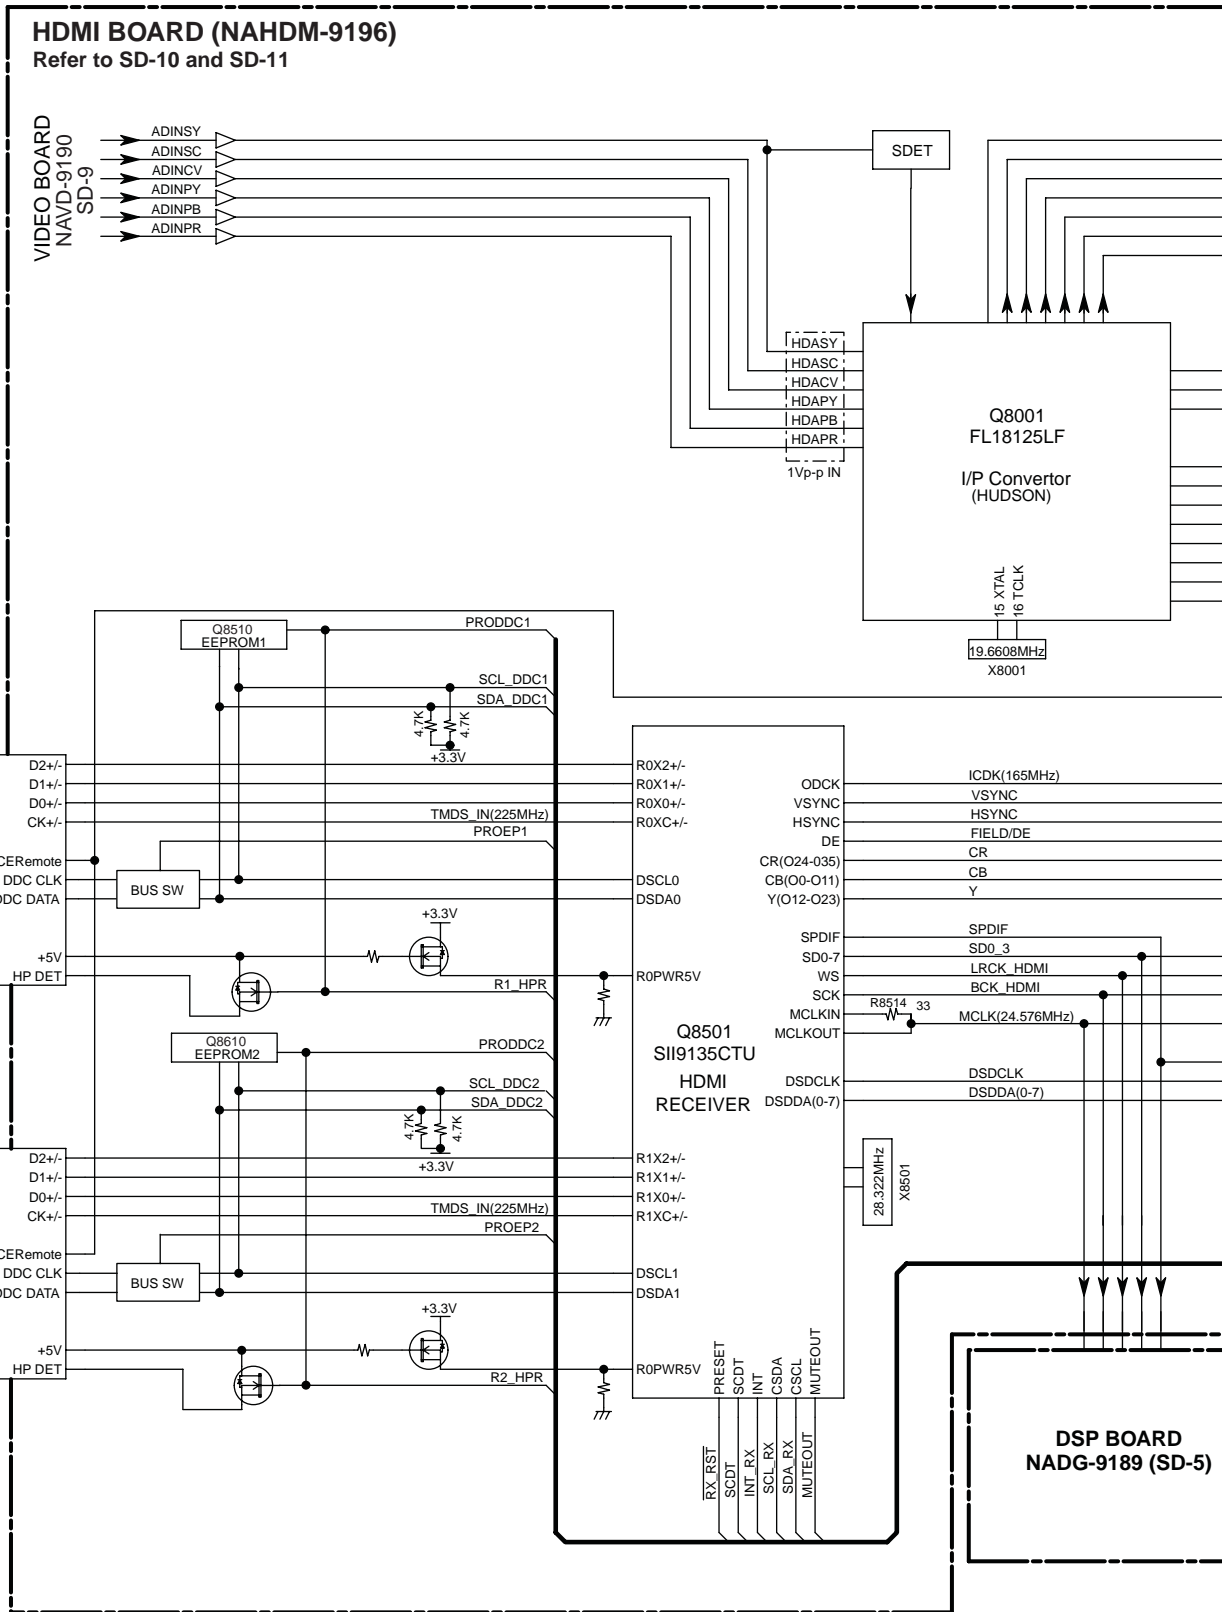 HDMI BOARD (NAHDM-9196)
Refer to SD-10 and SD-11
VIDEO BOARD
NAVD-9190
SD-9
ADINSY
ADINSC
ADINCV
ADINPY
ADINPB
ADINPR
SDET
HDASY
HDASC
HDACV
HDAPY
HDAPB
HDAPR
1Vp-p IN
Q8001
FL18125LF
I/P Convertor
(HUDSON)
15 XTAL
16 TCLK
19.6608MHz
X8001
Q8510
EEPROM1
PRODDC1
SCL_DDC1
SDA_DDC1
4.7K
4.7K
+3.3V
D2+/-
D1+/-
D0+/-
CK+/-
CERemote
DDC CLK
DDC DATA
+5V
HP DET
TMDS_IN(225MHz)
PROEP1
BUS SW
+3.3V
R1_HPR
R0X2+/-
R0X1+/-
R0X0+/-
R0XC+/-
DSCL0
DSDA0
R0PWR5V
Q8501
SII9135CTU
HDMI
RECEIVER
ODCK
VSYNC
HSYNC
DE
CR(O24-035)
CB(O0-O11)
Y(O12-O23)
SPDIF
SD0-7
WS
SCK
MCLKIN
MCLKOUT
DSDCLK
DSDDA(0-7)
ICDK(165MHz)
VSYNC
HSYNC
FIELD/DE
CR
CB
Y
SPDIF
SD0_3
LRCK_HDMI
BCK_HDMI
R8514 33
MCLK(24.576MHz)
DSDCLK
DSDDA(0-7)
28.322MHz
X8501
Q8610
EEPROM2
PRODDC2
SCL_DDC2
SDA_DDC2
4.7K
4.7K
+3.3V
D2+/-
D1+/-
D0+/-
CK+/-
CERemote
DDC CLK
DDC DATA
+5V
HP DET
TMDS_IN(225MHz)
PROEP2
BUS SW
+3.3V
R2_HPR
R1X2+/-
R1X1+/-
R1X0+/-
R1XC+/-
DSCL1
DSDA1
R0PWR5V
PRESET
SCDT
INT
CSDA
CSCL
MUTEOUT
RX_RST
SCDT
INT_RX
SCL_RX
SDA_RX
MUTEOUT
DSP BOARD
NADG-9189 (SD-5)